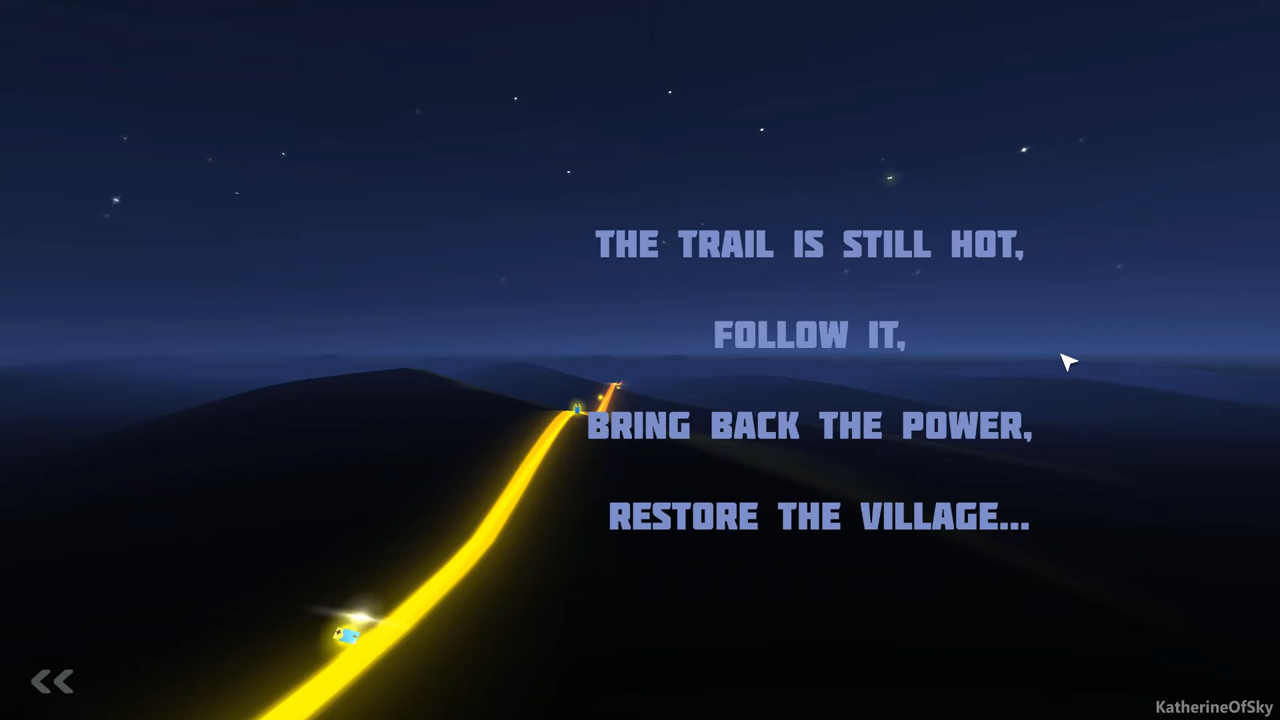 THE TRAIL IS STILL HOT,
FOLLOW IT,
BRING BACK THE POWER,
RESTORE THE VILLAGE...
KatherineOfSky